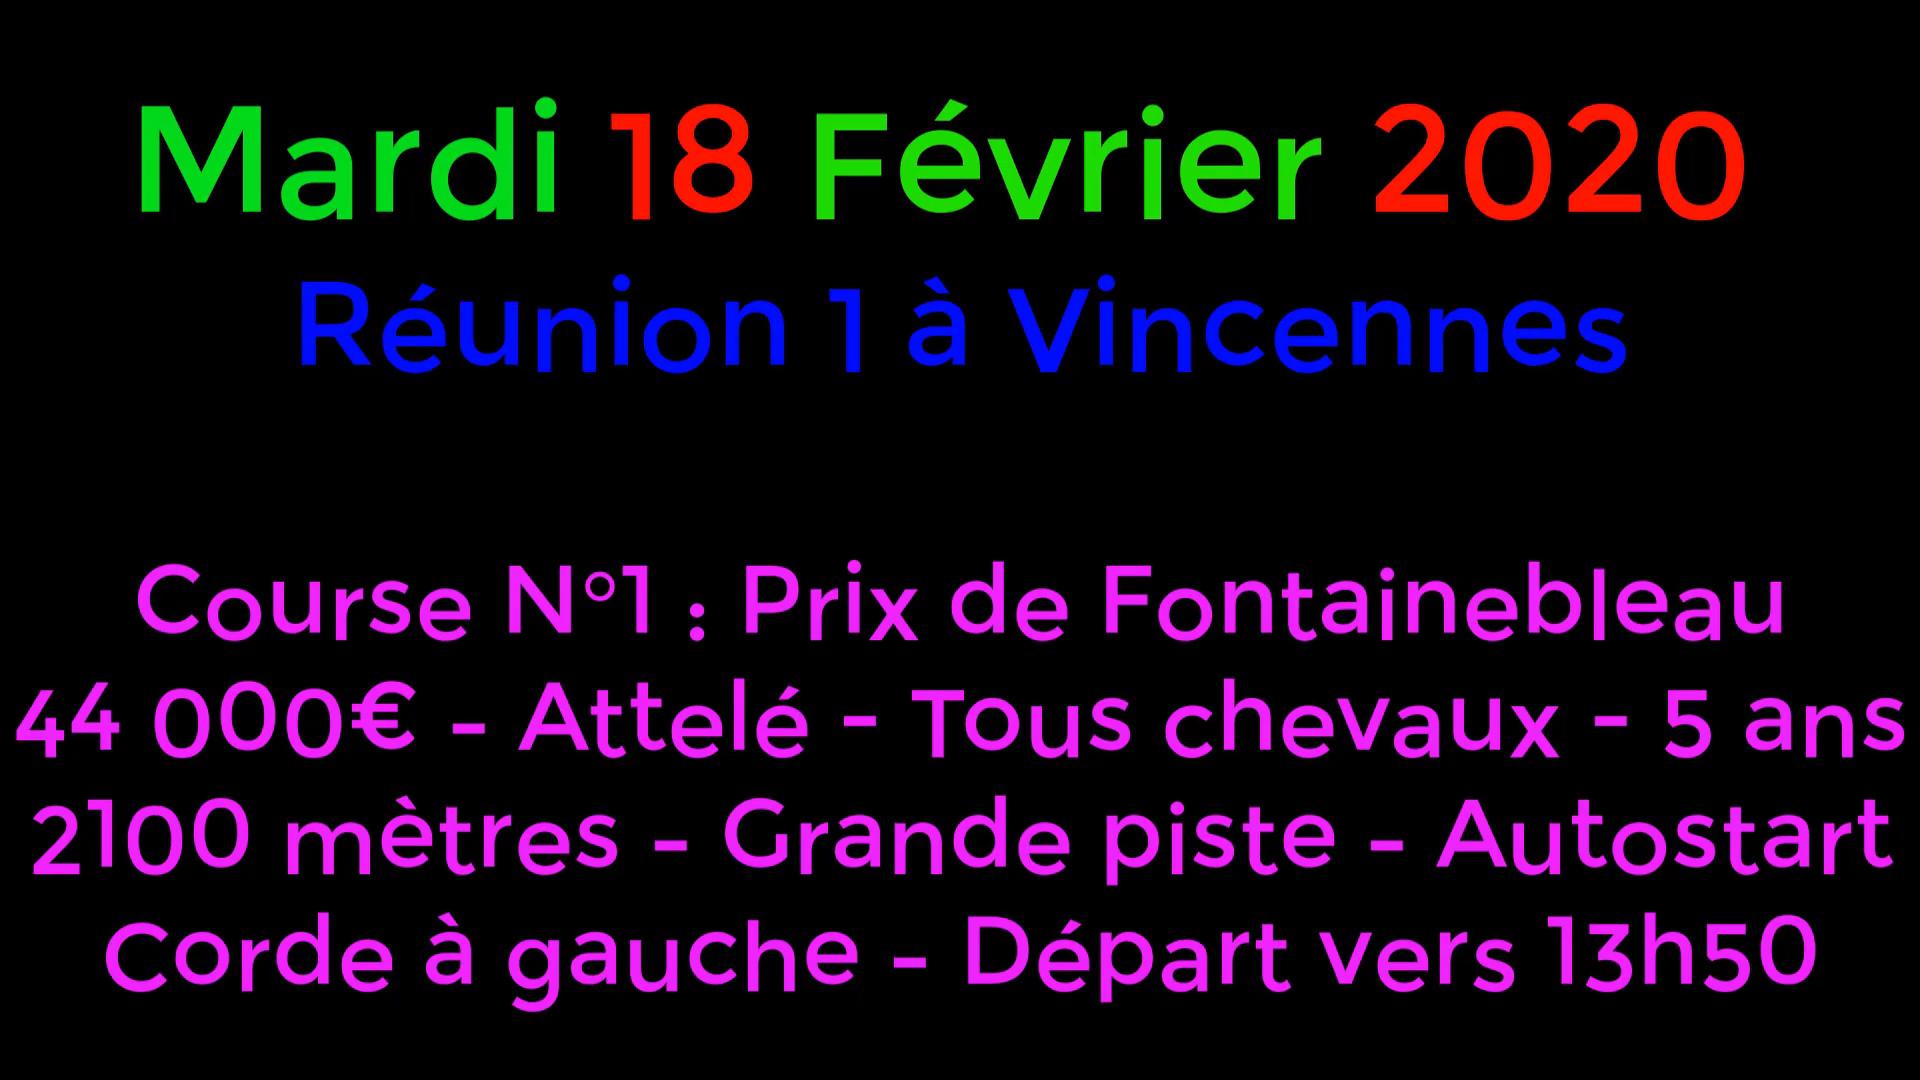 Mardi 18 Février 2020
Réunion 1 à Vincennes
Course N°1 : Prix de Fontainebleau
44 000€ - Attelé - Tous chevaux - 5 ans
2100 mètres - Grande piste - Autostart
Corde à gauche - Départ vers 13h50